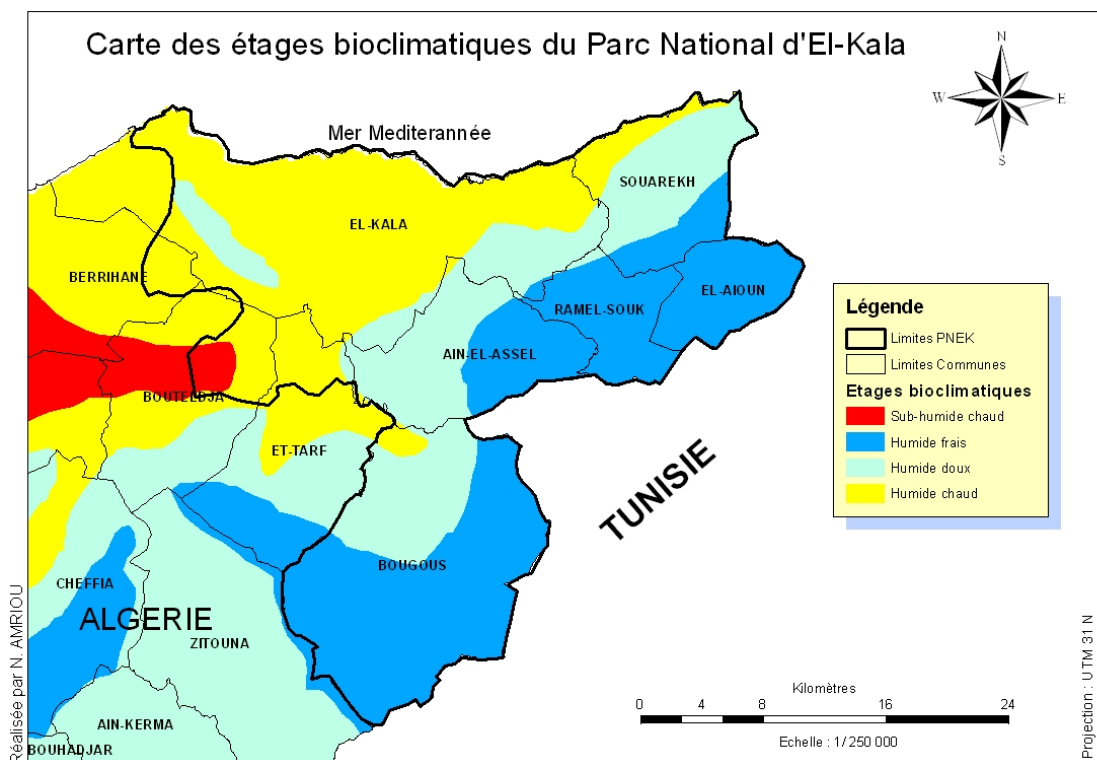 Carte des étages bioclimatiques du Parc National d'El-Kala
N
W
E
S
Mer Mediterannée
SOUAREKH
EL-KALA
BERRIHANE
EL-AIOUN
RAMEL-SOUK
AIN-EL-ASSEL
BOUTELDJA
ET-TARF
TUNISIE
BOUGOUS
CHEFFIA
ALGERIE
ZITOUNA
AIN-KERMA
BOUHADJAR
Légende
Limites PNEK
Limites Communes
Etages bioclimatiques
Sub-humide chaud
Humide frais
Humide doux
Humide chaud
Kilomètres
0 4 8 16 24
Echelle : 1/250 000
Réalisée par N. AMRIOU
Projection : UTM 31 N